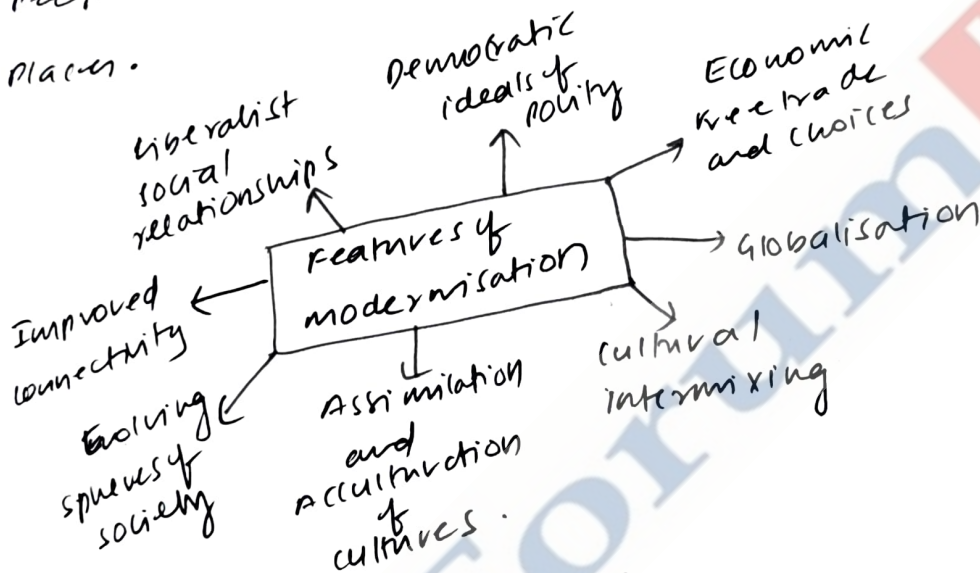 places.
Liberalist
social
relationships
Democratic
ideals of
polity
Economic
free trade
and choices
Features of
modernisation
Globalisation
Improved
connectivity
Cultural
intermixing
Evolving
spheres of
society
Assimilation
and
Acculturation
of
cultures.
orum